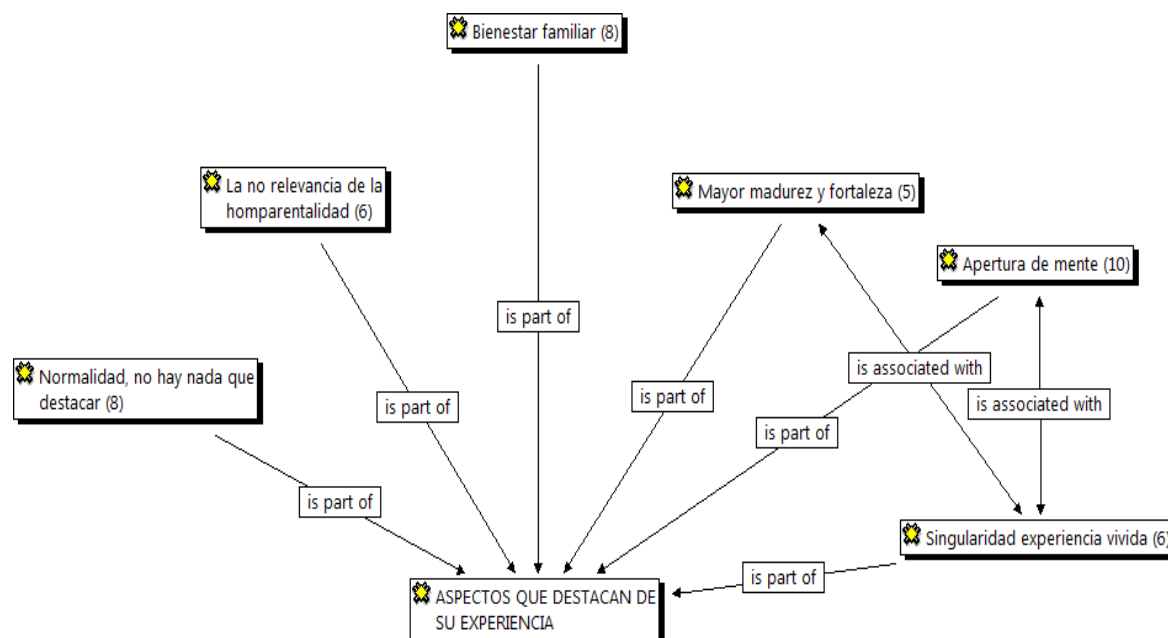 Bienestar familiar (8)
La no relevancia de la
homparentalidad (6)
Mayor madurez y fortaleza (5)
Apertura de mente (10)
is part of
Normalidad, no hay nada que
destacar (8)
is associated with
is part of
is part of
is associated with
is part of
is part of
Singularidad experiencia vivida (6)
is part of
ASPECTOS QUE DESTACAN DE
SU EXPERIENCIA